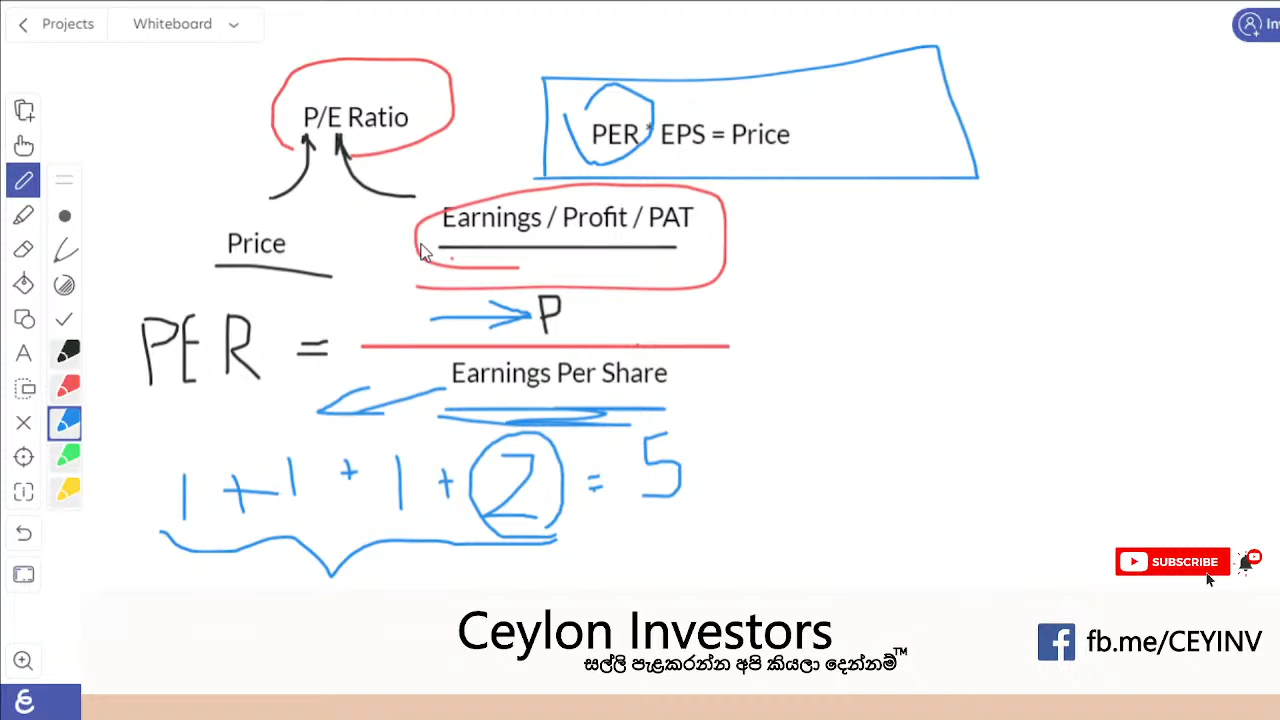 Projects
Whiteboard
Inv
P/E Ratio
PER * EPS = Price
Earnings / Profit / PAT
Price
P
PER =
Earnings Per Share
1 + 1 + 1 + 2 = 5
SUBSCRIBE
Ceylon Investors
සල්ලි පැළකරන්න අපි කියලා දෙන්නම් ™
fb.me/CEYINV